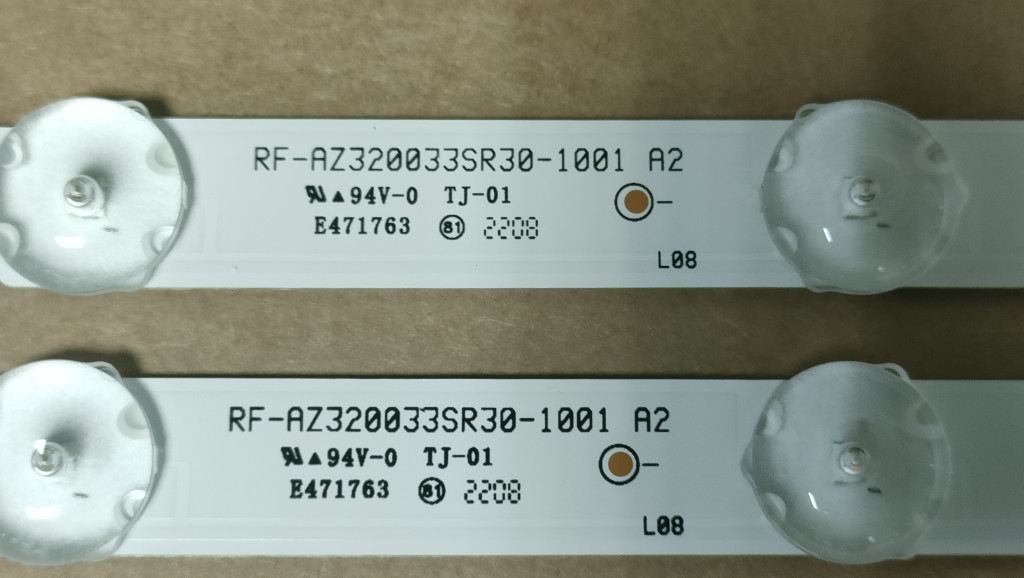 RF-AZ320033SR30-1001 A2
▲94V-0 TJ-01
E471763 81 2208
L08
RF-AZ320033SR30-1001 A2
▲94V-0 TJ-01
E471763 81 2208
L08